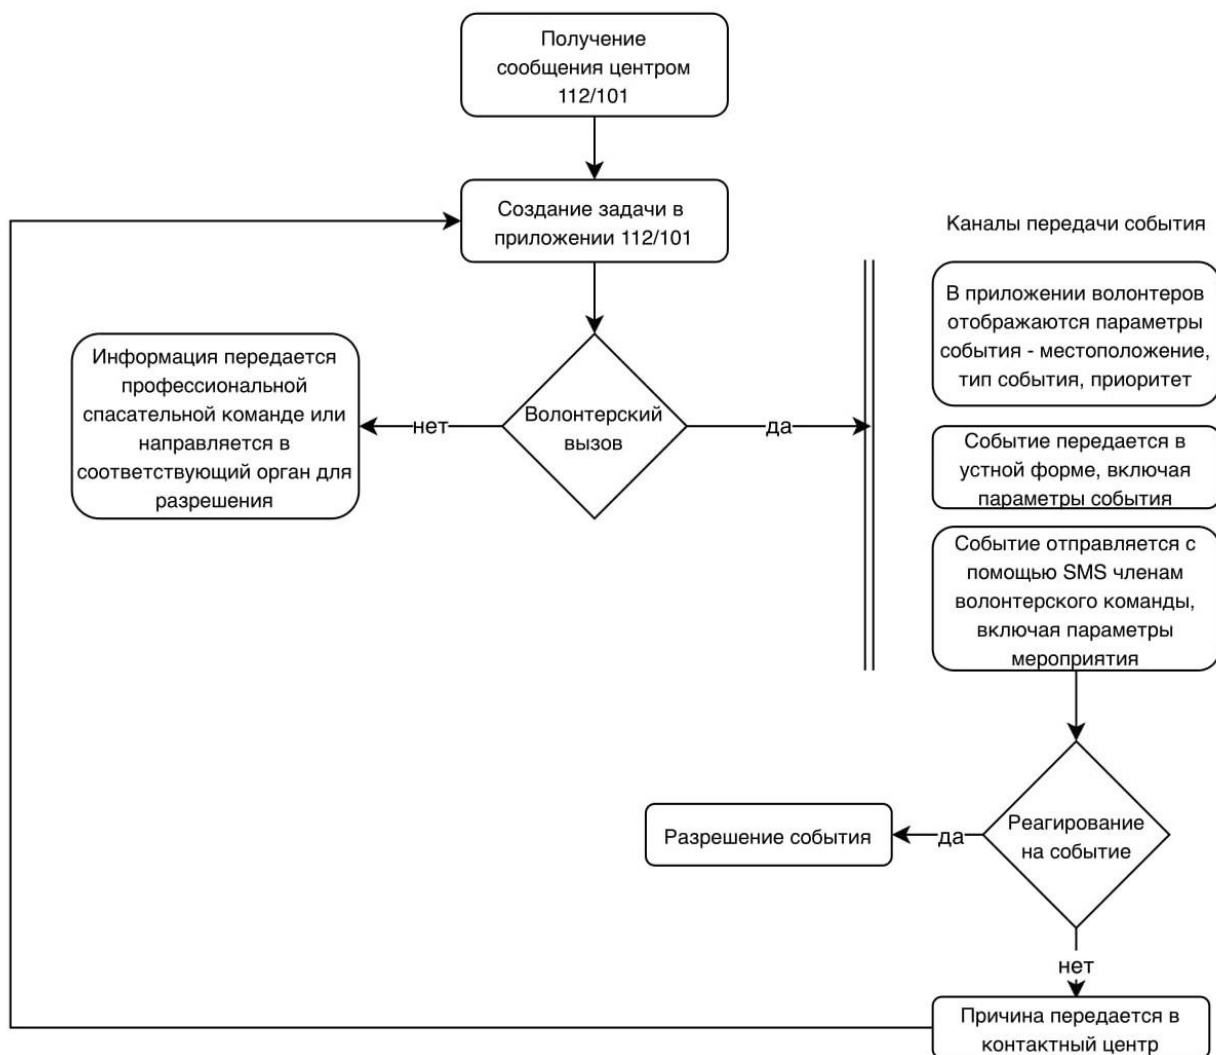 Получение
сообщения центром
112/101
Создание задачи в
приложении 112/101
Каналы передачи события
В приложении волонтеров
отображаются параметры
события - местоположение,
тип события, приоритет
Информация передается
профессиональной
спасательной команде или
направляется в
соответствующий орган для
разрешения
нет
Волонтерский
вызов
да
Событие передается в
устной форме, включая
параметры события
Событие отправляется с
помощью SMS членам
волонтерского команды,
включая параметры
мероприятия
Разрешение события
да
Реагирование
на событие
нет
Причина передается в
контактный центр